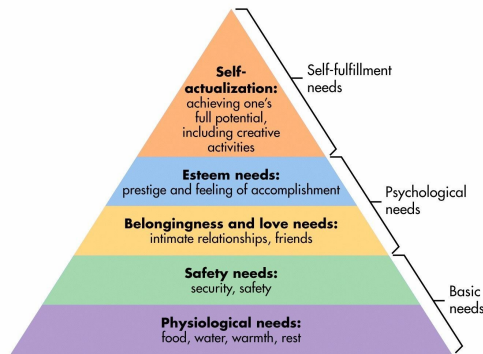 Self-
actualization:
achieving one's
full potential,
including creative
activities
Self-fulfillment
needs
Esteem needs:
prestige and feeling of accomplishment
Psychological
needs
Belongingness and love needs:
intimate relationships, friends
Safety needs:
security, safety
Basic
needs
Physiological needs:
food, water, warmth, rest